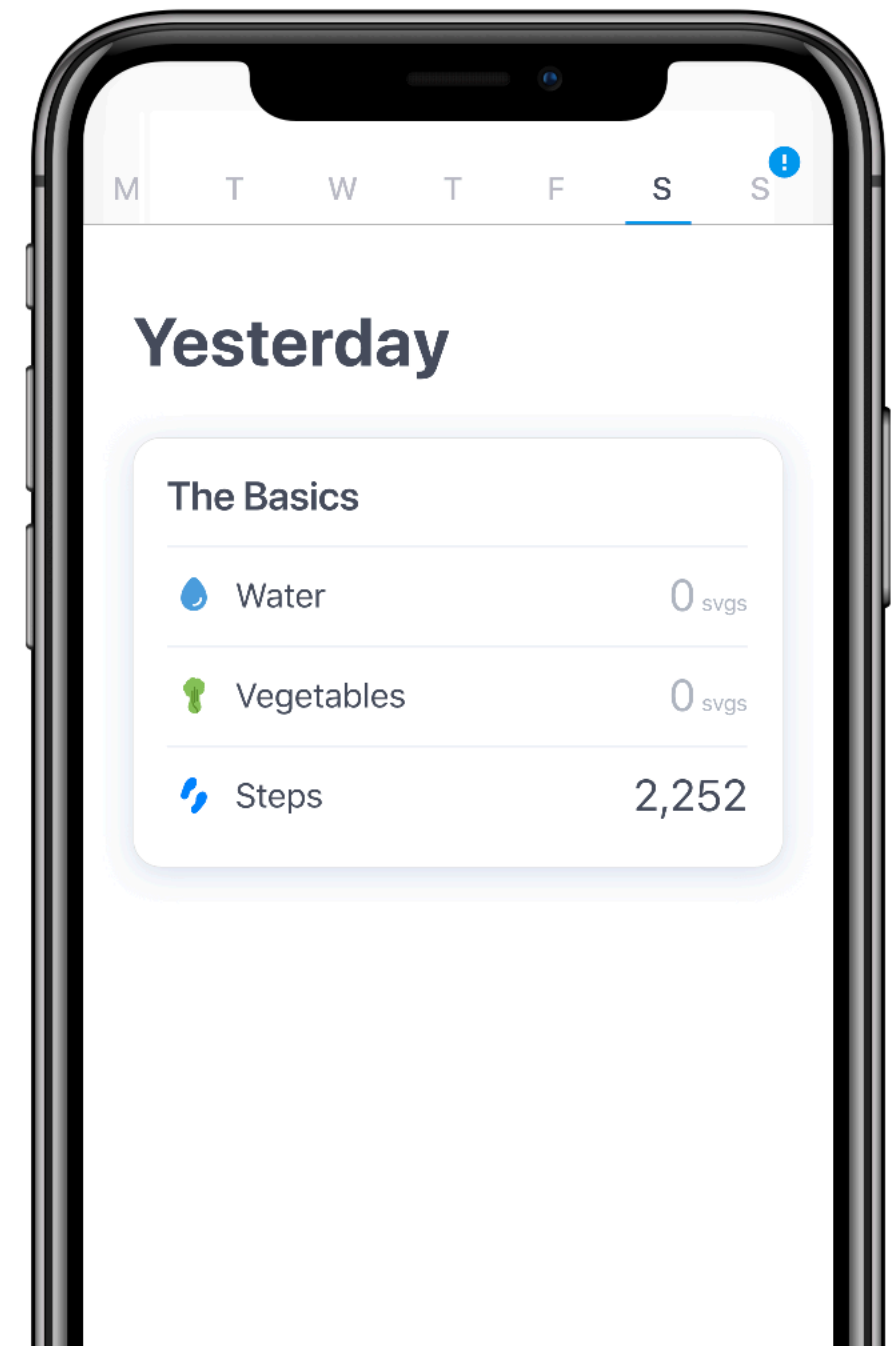 M T W T F S S !
Yesterday
The Basics
Water 0 svgs
Vegetables 0 svgs
Steps 2,252